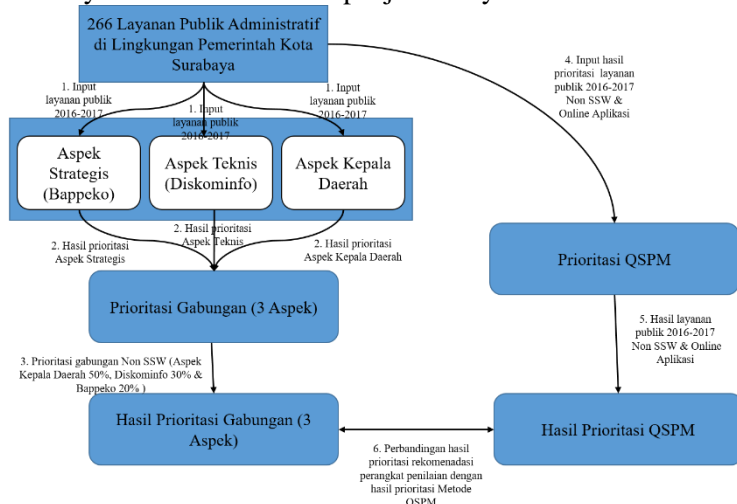 266 Layanan Publik Administratif
di Lingkungan Pemerintah Kota
Surabaya
1. Input
layanan publik
2016-2017
1. Input
layanan publik
2016-2017
1. Input
layanan publik
2016-2017
4. Input hasil
prioritasi layanan
publik 2016-2017
Non SSW &
Online Aplikasi
Aspek
Strategis
(Bappeko)
Aspek Teknis
(Diskominfo)
Aspek Kepala
Daerah
2. Hasil prioritasi
Aspek Strategis
2. Hasil prioritasi
Aspek Teknis
2. Hasil prioritasi
Aspek Kepala Daerah
Prioritasi QSPM
Prioritasi Gabungan (3 Aspek)
3. Prioritasi gabungan Non SSW (Aspek
Kepala Daerah 50%, Diskominfo 30% &
Bappeko 20% )
5. Hasil layanan
publik 2016-2017
Non SSW & Online
Aplikasi
Hasil Prioritasi Gabungan (3
Aspek)
Hasil Prioritasi QSPM
6. Perbandingan hasil
prioritasi rekomenadasi
perangkat penilaian dengan
hasil prioritasi Metode
QSPM